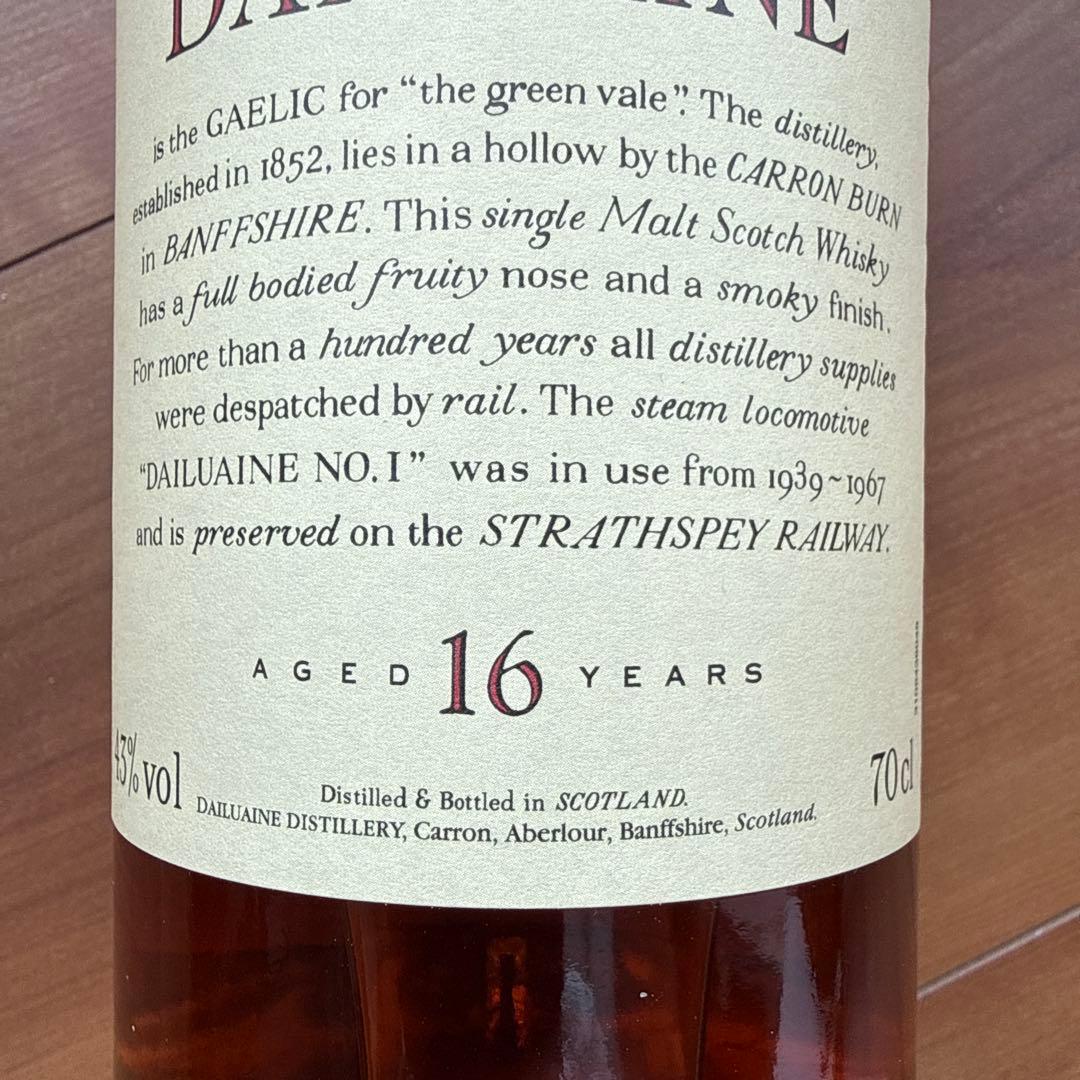 DAILUAINE
is the GAELIC for “the green vale”. The distillery,
established in 1852, lies in a hollow by the CARRON BURN
in BANFFSHIRE. This single Malt Scotch Whisky
has a full bodied fruity nose and a smoky finish.
For more than a hundred years all distillery supplies
were despatched by rail. The steam locomotive
“DAILUAINE NO. I” was in use from 1939~1967
and is preserved on the STRATHSPEY RAILWAY.
AGED 16 YEARS
43% vol
70cl
Distilled & Bottled in SCOTLAND.
DAILUAINE DISTILLERY, Carron, Aberlour, Banffshire, Scotland.